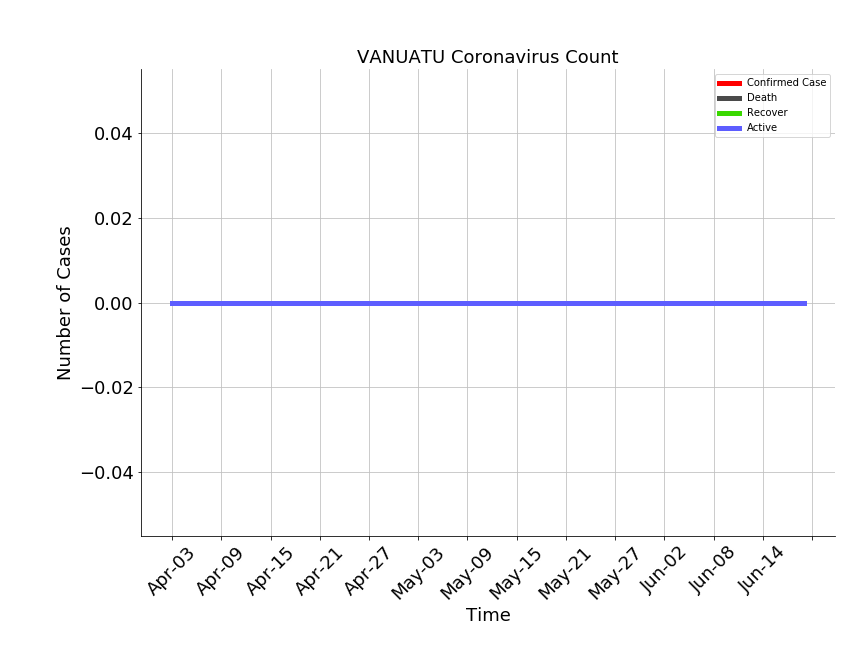 VANUATU Coronavirus Count
Confirmed Case
Death
Recover
Active
0.04
0.02
0.00
−0.02
−0.04
Number of Cases
Apr-03
Apr-09
Apr-15
Apr-21
Apr-27
May-03
May-09
May-15
May-21
May-27
Jun-02
Jun-08
Jun-14
Time